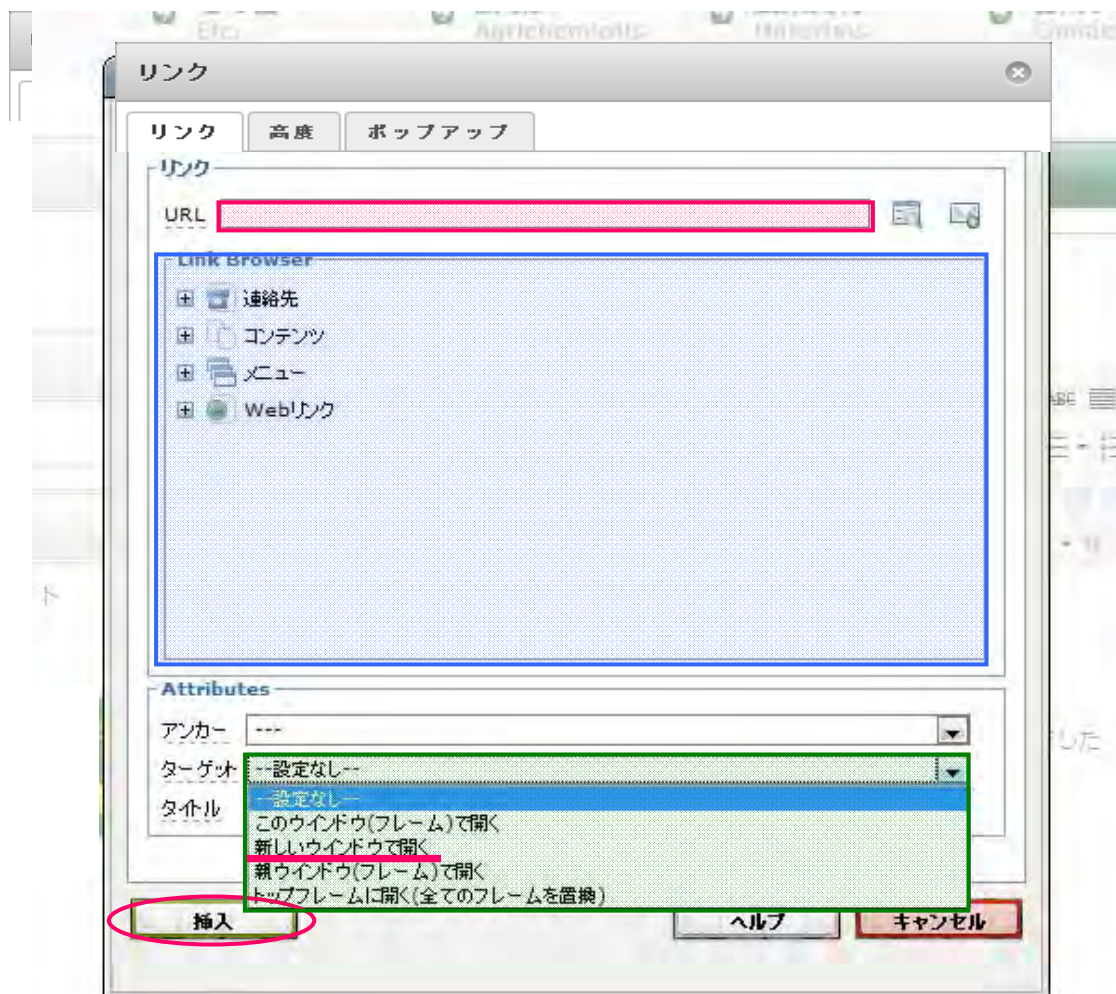 Etc.
Agrichemicals
リンク
リンク 高度 ポップアップ
リンク
URL
Link Browser
連絡先
コンテンツ
メニュー
Webリンク
ABC
Attributes
アンカー ---
ターゲット --設定なし--
--設定なし--
タイトル
このウインドウ(フレーム)で開く
新しいウインドウで開く
親ウインドウ(フレーム)で開く
トップフレームに開く(全てのフレームを置換)
挿入 ヘルプ キャンセル
した
ト